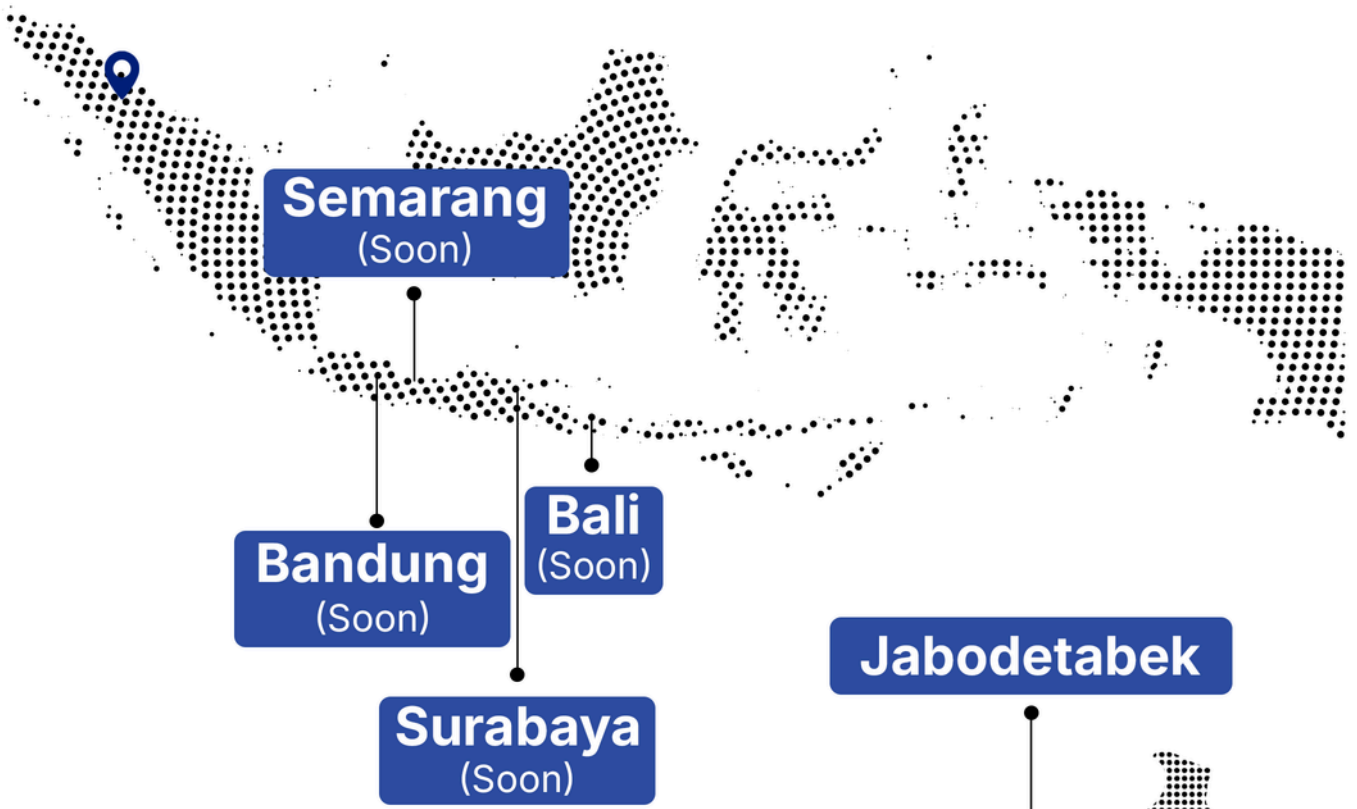 Semarang
(Soon)
Bali
(Soon)
Bandung
(Soon)
Jabodetabek
Surabaya
(Soon)